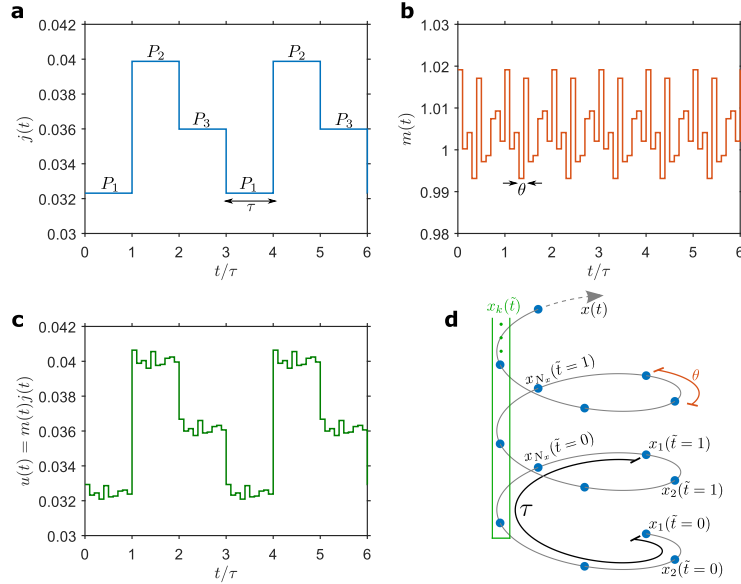 a
0.042
0.04
0.038
0.036
0.034
0.032
0.03
j(t)
P₁
P₂
P₃
P₁
P₂
P₃
τ
0 1 2 3 4 5 6
t/τ
b
1.03
1.02
1.01
1
0.99
0.98
m(t)
θ
0 1 2 3 4 5 6
t/τ
c
0.042
0.04
0.038
0.036
0.034
0.032
0.03
u(t) = m(t)j(t)
0 1 2 3 4 5 6
t/τ
d
xₖ(t̃)
x(t)
x_{Nₓ}(t̃ = 1)
θ
x_{Nₓ}(t̃ = 0)
x₁(t̃ = 1)
x₂(t̃ = 1)
τ
x₁(t̃ = 0)
x₂(t̃ = 0)